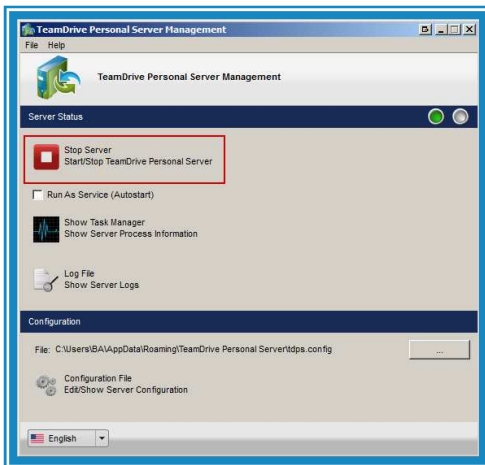 TeamDrive Personal Server Management
File Help
TeamDrive Personal Server Management
Server Status
Stop Server
Start/Stop TeamDrive Personal Server
Run As Service (Autostart)
Show Task Manager
Show Server Process Information
Log File
Show Server Logs
Configuration
File: C:\Users\BA\AppData\Roaming\TeamDrive Personal Server\tdps.config ...
Configuration File
Edit/Show Server Configuration
English